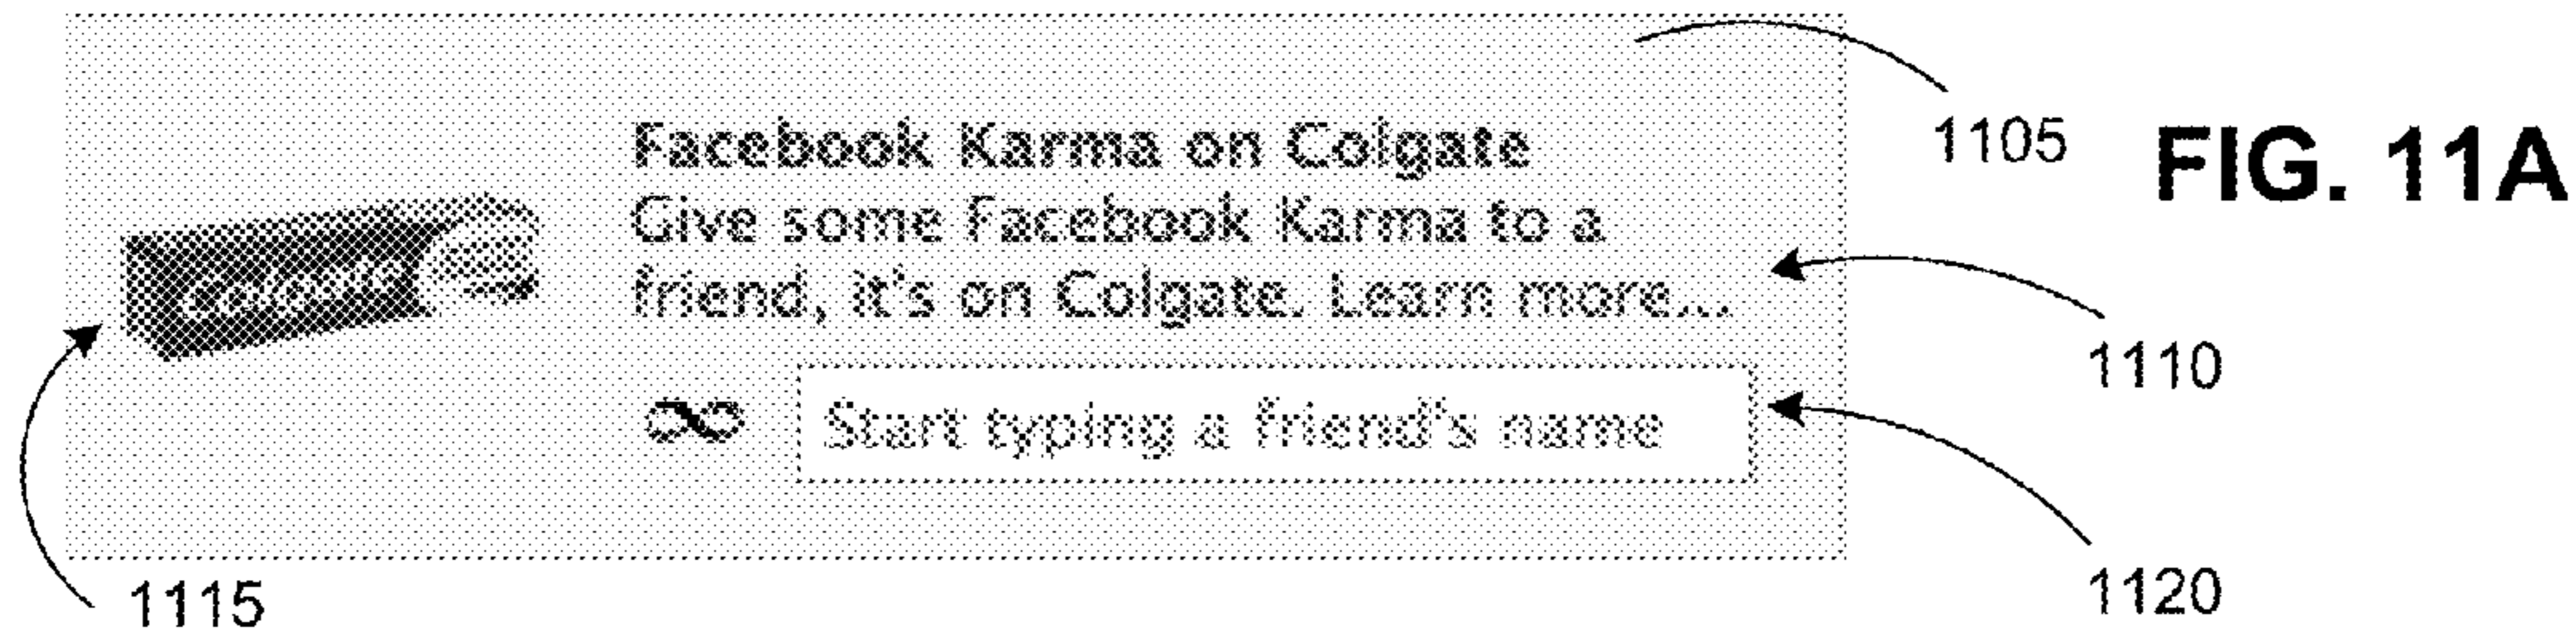 1105
FIG. 11A
Facebook Karma on Colgate
Give some Facebook Karma to a
friend, it's on Colgate. Learn more...
Colgate
1110
Start typing a friend's name
1115
1120